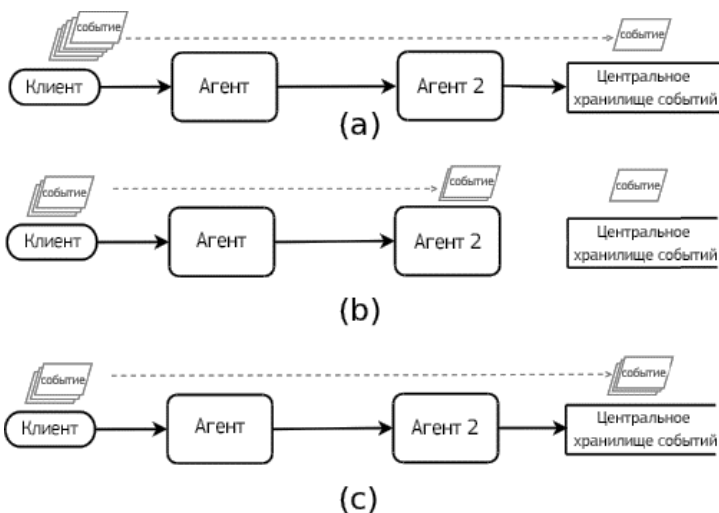 событие
событие
Клиент
Агент
Агент 2
Центральное
хранилище событий
(a)
событие
событие
событие
Клиент
Агент
Агент 2
Центральное
хранилище событий
(b)
событие
событие
Клиент
Агент
Агент 2
Центральное
хранилище событий
(c)